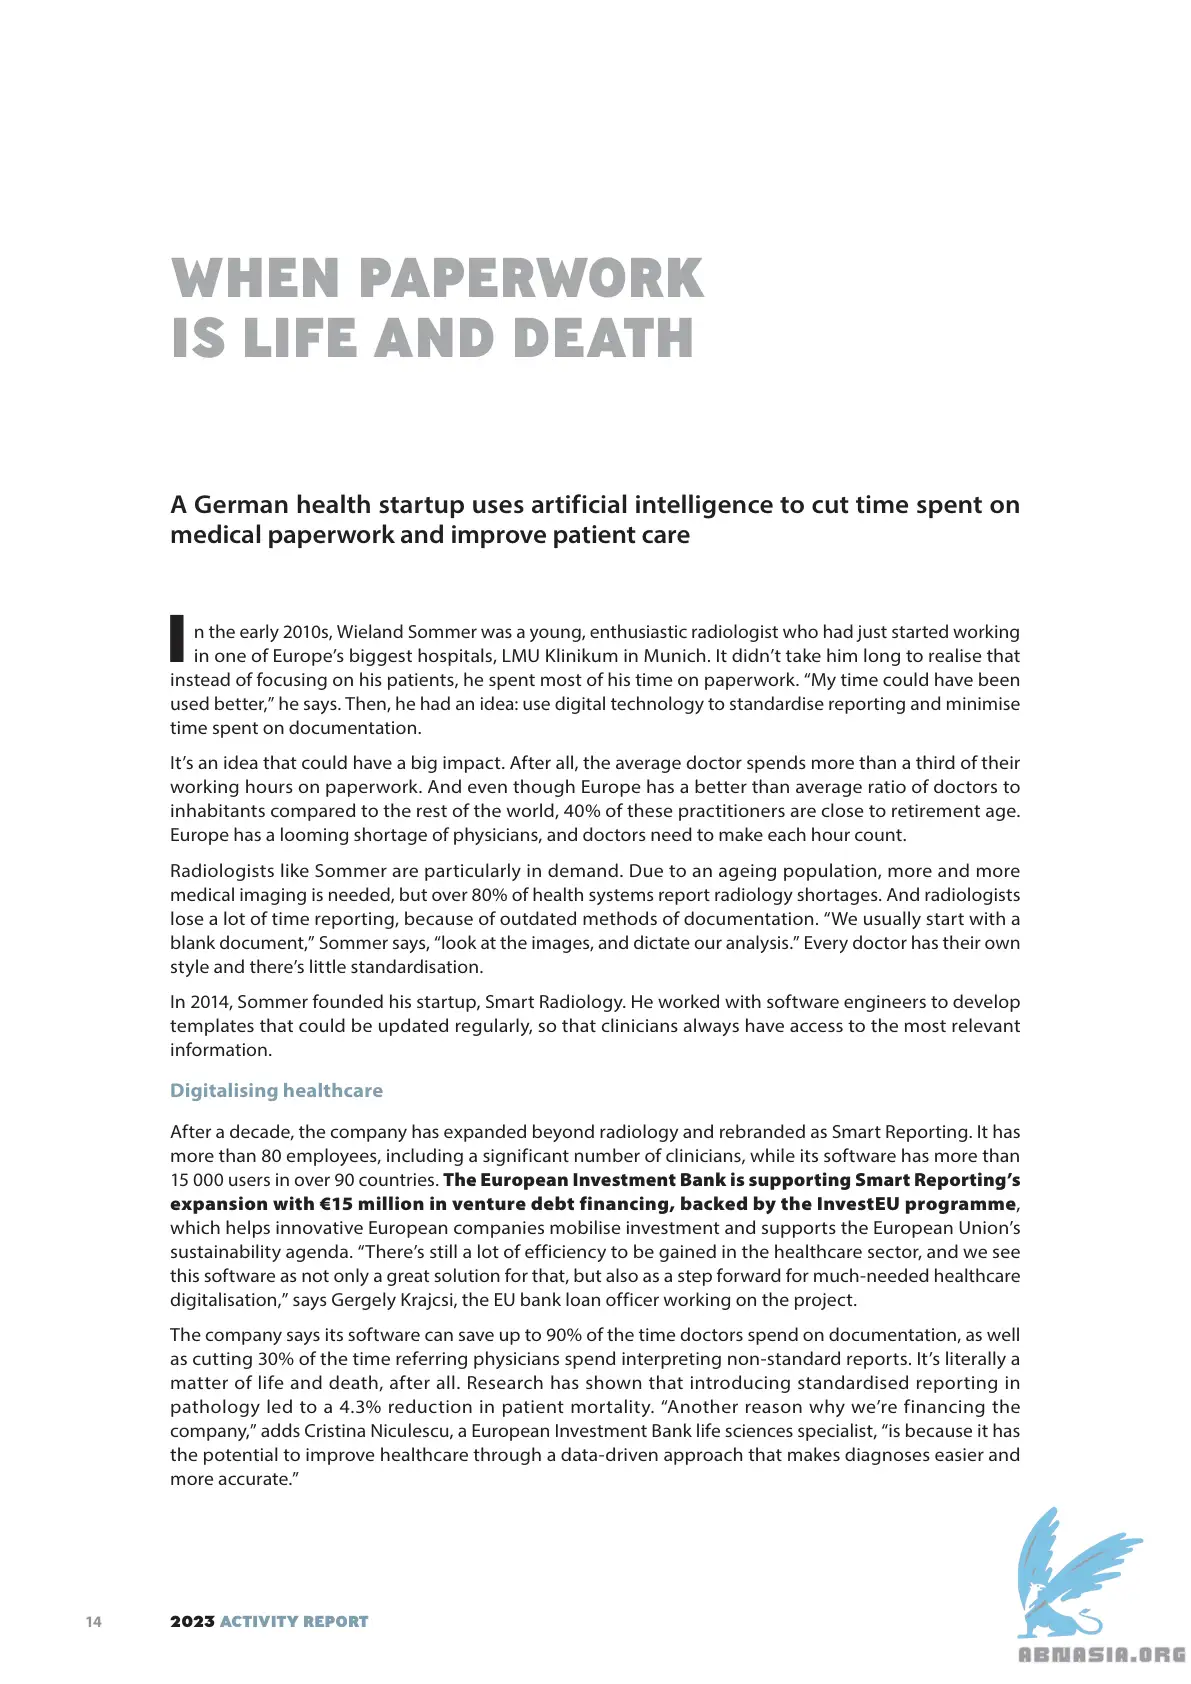 WHEN PAPERWORK
IS LIFE AND DEATH
A German health startup uses artificial intelligence to cut time spent on
medical paperwork and improve patient care
In the early 2010s, Wieland Sommer was a young, enthusiastic radiologist who had just started working
in one of Europe’s biggest hospitals, LMU Klinikum in Munich. It didn’t take him long to realise that
instead of focusing on his patients, he spent most of his time on paperwork. “My time could have been
used better,” he says. Then, he had an idea: use digital technology to standardise reporting and minimise
time spent on documentation.
It’s an idea that could have a big impact. After all, the average doctor spends more than a third of their
working hours on paperwork. And even though Europe has a better than average ratio of doctors to
inhabitants compared to the rest of the world, 40% of these practitioners are close to retirement age.
Europe has a looming shortage of physicians, and doctors need to make each hour count.
Radiologists like Sommer are particularly in demand. Due to an ageing population, more and more
medical imaging is needed, but over 80% of health systems report radiology shortages. And radiologists
lose a lot of time reporting, because of outdated methods of documentation. “We usually start with a
blank document,” Sommer says, “look at the images, and dictate our analysis.” Every doctor has their own
style and there’s little standardisation.
In 2014, Sommer founded his startup, Smart Radiology. He worked with software engineers to develop
templates that could be updated regularly, so that clinicians always have access to the most relevant
information.
Digitalising healthcare
After a decade, the company has expanded beyond radiology and rebranded as Smart Reporting. It has
more than 80 employees, including a significant number of clinicians, while its software has more than
15 000 users in over 90 countries. The European Investment Bank is supporting Smart Reporting’s
expansion with €15 million in venture debt financing, backed by the InvestEU programme,
which helps innovative European companies mobilise investment and supports the European Union’s
sustainability agenda. “There’s still a lot of efficiency to be gained in the healthcare sector, and we see
this software as not only a great solution for that, but also as a step forward for much-needed healthcare
digitalisation,” says Gergely Krajcsi, the EU bank loan officer working on the project.
The company says its software can save up to 90% of the time doctors spend on documentation, as well
as cutting 30% of the time referring physicians spend interpreting non-standard reports. It’s literally a
matter of life and death, after all. Research has shown that introducing standardised reporting in
pathology led to a 4.3% reduction in patient mortality. “Another reason why we’re financing the
company,” adds Cristina Niculescu, a European Investment Bank life sciences specialist, “is because it has
the potential to improve healthcare through a data-driven approach that makes diagnoses easier and
more accurate.”
14 2023 ACTIVITY REPORT
ABNASIA.ORG